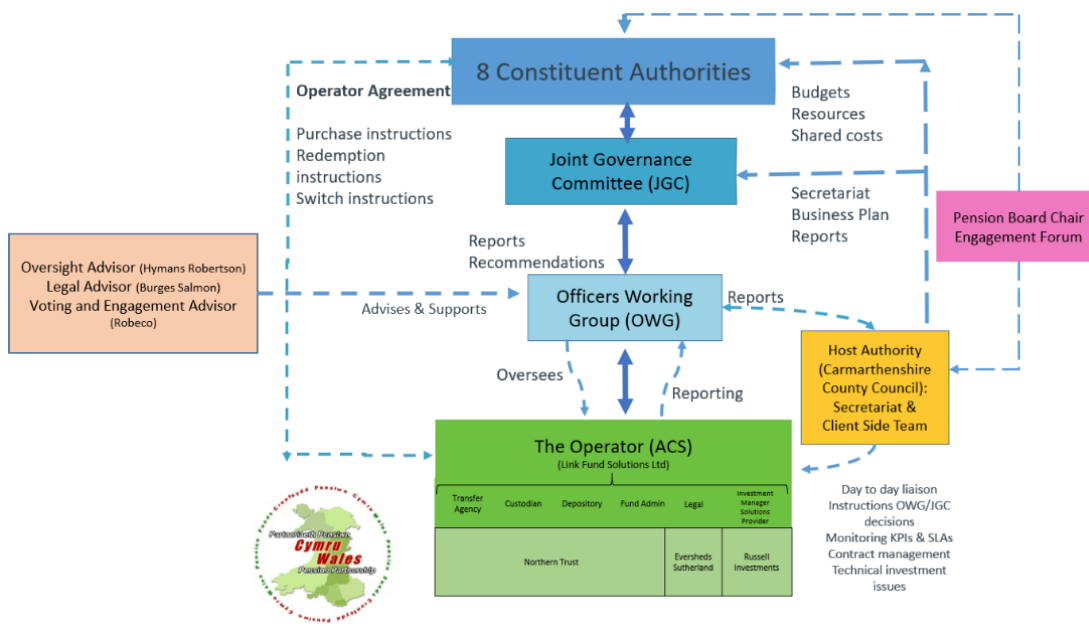 8 Constituent Authorities
Operator Agreement
Purchase instructions
Redemption
instructions
Switch instructions
Budgets
Resources
Shared costs
Joint Governance
Committee (JGC)
Secretariat
Business Plan
Reports
Pension Board Chair
Engagement Forum
Oversight Advisor (Hymans Robertson)
Legal Advisor (Burges Salmon)
Voting and Engagement Advisor
(Robeco)
Advises & Supports
Reports
Recommendations
Officers Working
Group (OWG)
Reports
Host Authority
(Carmarthenshire
County Council):
Secretariat &
Client Side Team
Oversees
Reporting
The Operator (ACS)
(Link Fund Solutions Ltd)
Transfer
Agency
Custodian
Depository
Fund Admin
Legal
Investment
Manager
Solutions
Provider
Northern Trust
Eversheds
Sutherland
Russell
Investments
Day to day liaison
Instructions OWG/JGC
decisions
Monitoring KPIs & SLAs
Contract management
Technical investment
issues
Partneriaeth Pensiwn
Cymru
Wales
Pension Partnership